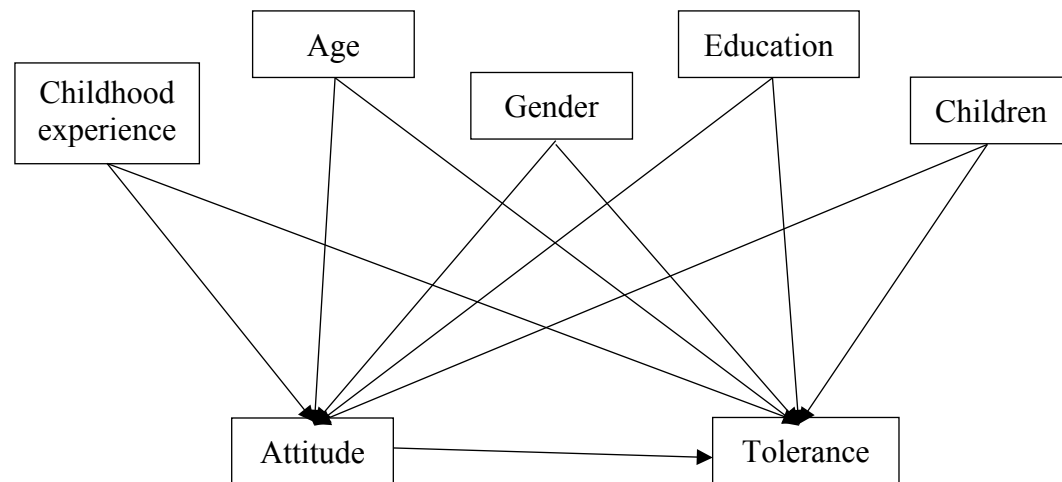 Age
Education
Childhood
experience
Gender
Children
Attitude
Tolerance